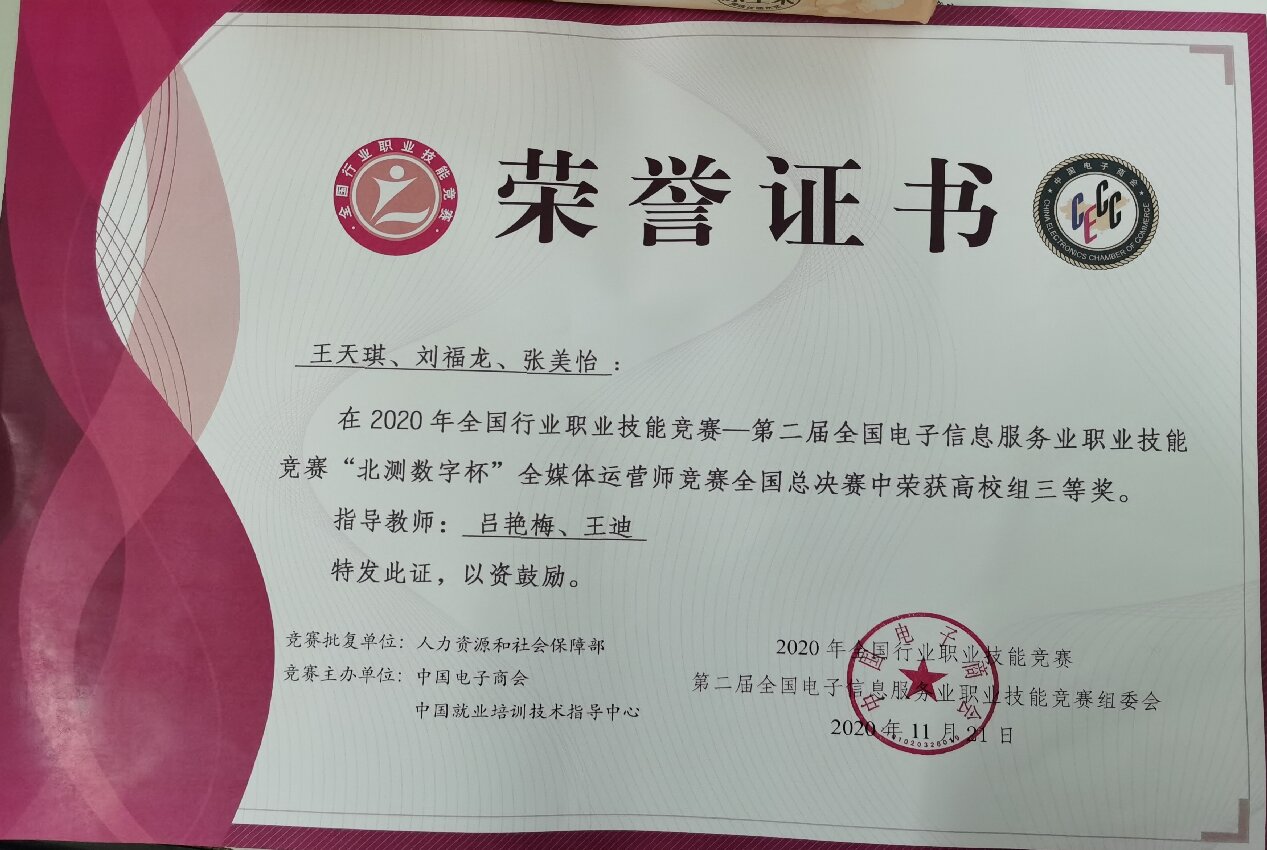 全国行业职业技能竞赛
荣誉证书
中国电子商会
CECC
CHINA ELECTRONICS CHAMBER OF COMMERCE
王天琪、刘福龙、张美怡：
在2020年全国行业职业技能竞赛—第二届全国电子信息服务业职业技能
竞赛“北测数字杯”全媒体运营师竞赛全国总决赛中荣获高校组三等奖。
指导教师：吕艳梅、王迪
特发此证，以资鼓励。
竞赛批复单位：人力资源和社会保障部
竞赛主办单位：中国电子商会
中国就业培训技术指导中心
2020年全国行业职业技能竞赛
第二届全国电子信息服务业职业技能竞赛组委会
2020年11月21日
中国电子商会